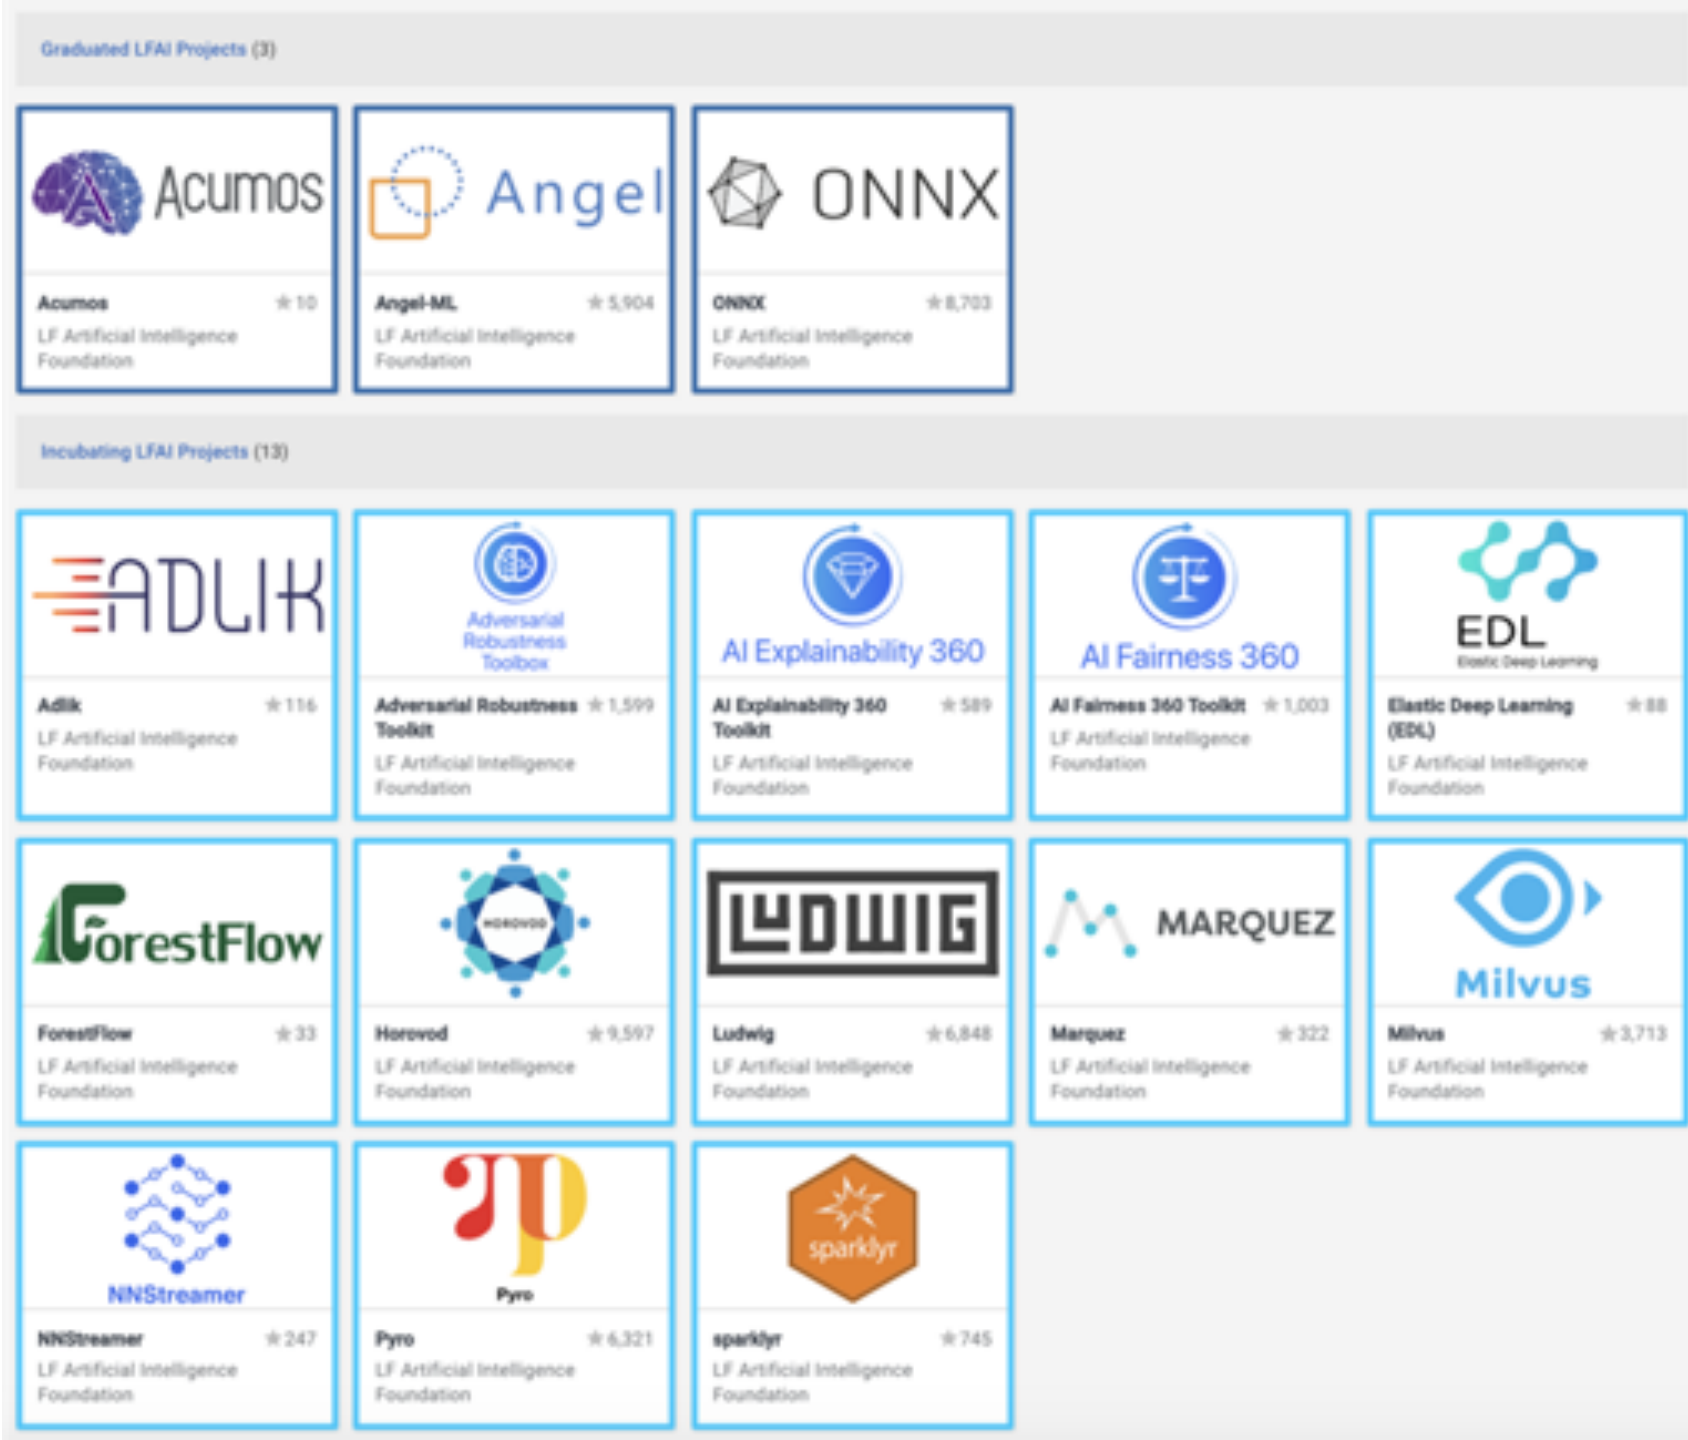 Graduated LFAI Projects (3)
Acumos
Angel
ONNX
Acumos ★ 10
LF Artificial Intelligence
Foundation
Angel-ML ★ 5,904
LF Artificial Intelligence
Foundation
ONNX ★ 8,703
LF Artificial Intelligence
Foundation
Incubating LFAI Projects (13)
ADLIK
Adversarial
Robustness
Toolbox
AI Explainability 360
AI Fairness 360
EDL
Elastic Deep Learning
Adlik ★ 116
LF Artificial Intelligence
Foundation
Adversarial Robustness ★ 1,599
Toolkit
LF Artificial Intelligence
Foundation
AI Explainability 360 ★ 589
Toolkit
LF Artificial Intelligence
Foundation
AI Fairness 360 Toolkit ★ 1,003
LF Artificial Intelligence
Foundation
Elastic Deep Learning ★ 88
(EDL)
LF Artificial Intelligence
Foundation
ForestFlow
HOROVOD
LUDWIG
MARQUEZ
Milvus
ForestFlow ★ 33
LF Artificial Intelligence
Foundation
Horovod ★ 9,597
LF Artificial Intelligence
Foundation
Ludwig ★ 6,848
LF Artificial Intelligence
Foundation
Marquez ★ 322
LF Artificial Intelligence
Foundation
Milvus ★ 3,713
LF Artificial Intelligence
Foundation
NNStreamer
Pyro
sparklyr
NNStreamer ★ 247
LF Artificial Intelligence
Foundation
Pyro ★ 6,321
LF Artificial Intelligence
Foundation
sparklyr ★ 745
LF Artificial Intelligence
Foundation